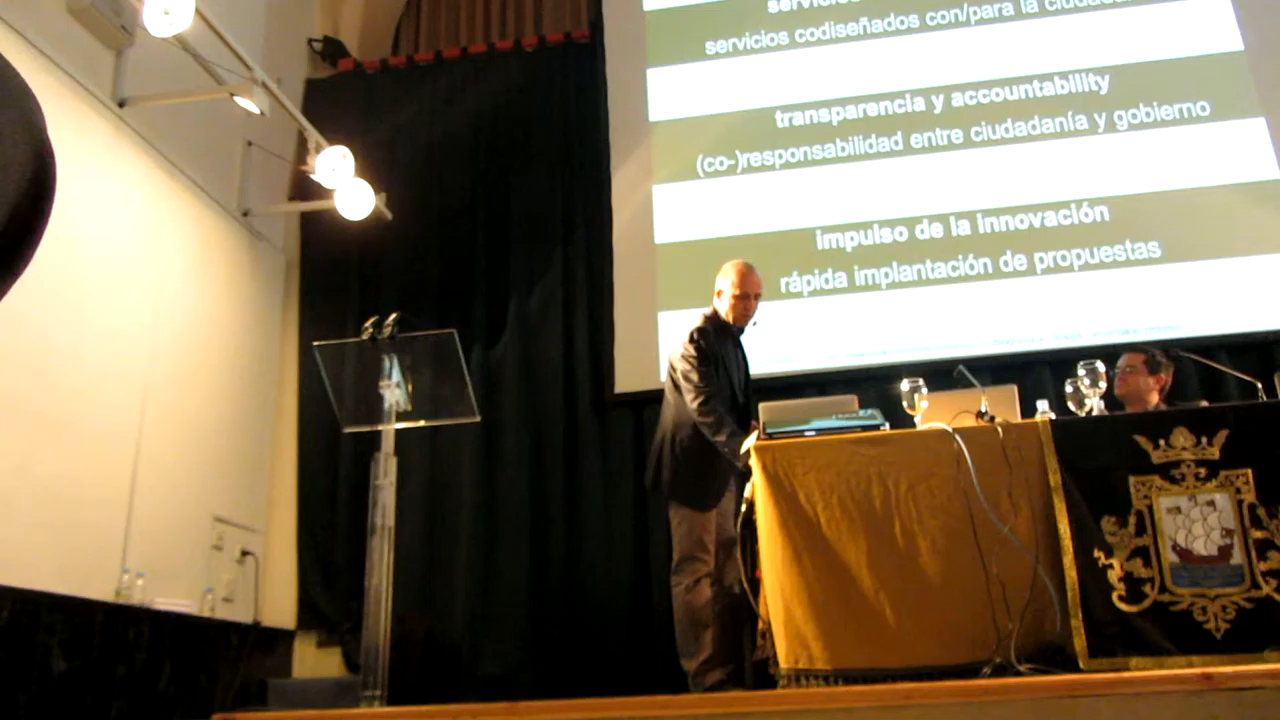 servicios
servicios codiseñados con/para la
transparencia y accountability
(co-)responsabilidad entre ciudadanía y gobierno
impulso de la innovación
rápida implantación de propuestas